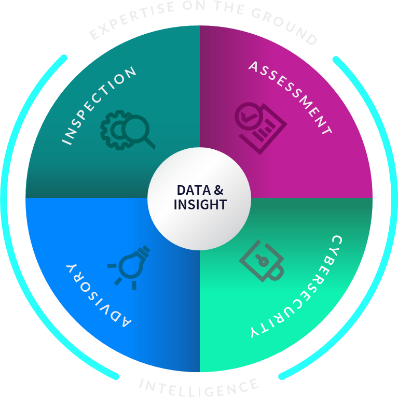 EXPERTISE ON THE GROUND
INSPECTION
ASSESSMENT
DATA &
INSIGHT
ADVISORY
CYBERSECURITY
INTELLIGENCE